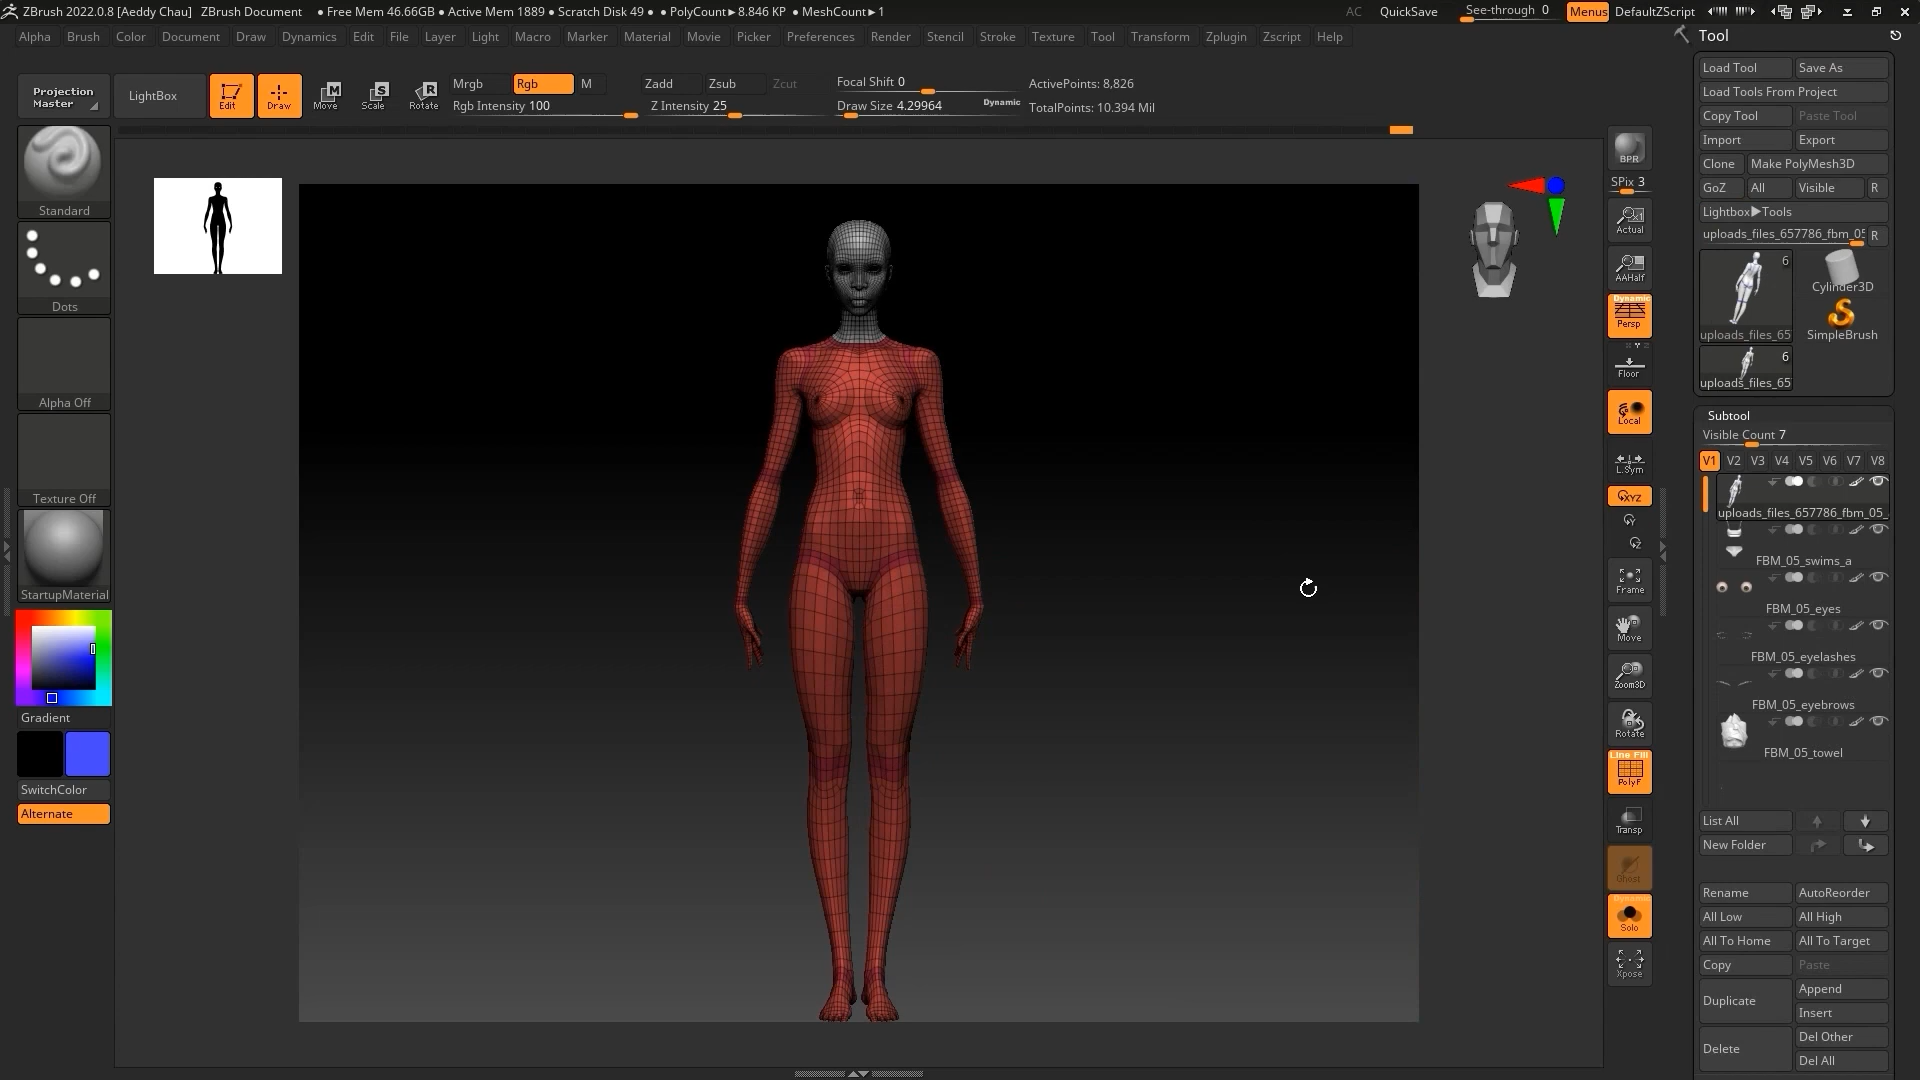 ZBrush 2022.0.8 [Aeddy Chau] ZBrush Document • Free Mem 46.66GB • Active Mem 1889 • Scratch Disk 49 • • PolyCount▸8.846 KP • MeshCount▸1 AC QuickSave See-through 0 Menus DefaultZScript
Alpha Brush Color Document Draw Dynamics Edit File Layer Light Macro Marker Material Movie Picker Preferences Render Stencil Stroke Texture Tool Transform Zplugin Zscript Help
Tool
Projection Master
LightBox
Edit
Draw
Move
Scale
Rotate
Mrgb Rgb M
Rgb Intensity 100
Zadd Zsub Zcut
Z Intensity 25
Focal Shift 0
Draw Size 4.29964
Dynamic
ActivePoints: 8,826
TotalPoints: 10.394 Mil
Standard
Dots
Alpha Off
Texture Off
StartupMaterial
Gradient
SwitchColor
Alternate
BPR
SPix 3
Actual
AAHalf
Dynamic
Persp
Floor
Local
L.Sym
XYZ
Frame
Move
Zoom3D
Rotate
Line Fill
PolyF
Transp
Ghost
Dynamic
Solo
Xpose
Load Tool Save As
Load Tools From Project
Copy Tool Paste Tool
Import Export
Clone Make PolyMesh3D
GoZ All Visible R
Lightbox▶Tools
uploads_files_657786_fbm_05 R
6
Cylinder3D
uploads_files_65
SimpleBrush
6
uploads_files_65
Subtool
Visible Count 7
V1 V2 V3 V4 V5 V6 V7 V8
uploads_files_657786_fbm_05_
FBM_05_swims_a
FBM_05_eyes
FBM_05_eyelashes
FBM_05_eyebrows
FBM_05_towel
List All
New Folder
Rename AutoReorder
All Low All High
All To Home All To Target
Copy Paste
Duplicate Append
Insert
Delete Del Other
Del All